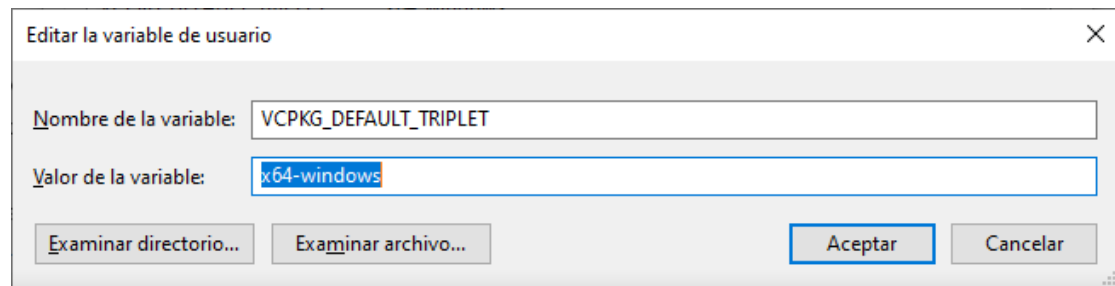 Editar la variable de usuario
Nombre de la variable: VCPKG_DEFAULT_TRIPLET
Valor de la variable: x64-windows
Examinar directorio... Examinar archivo... Aceptar Cancelar